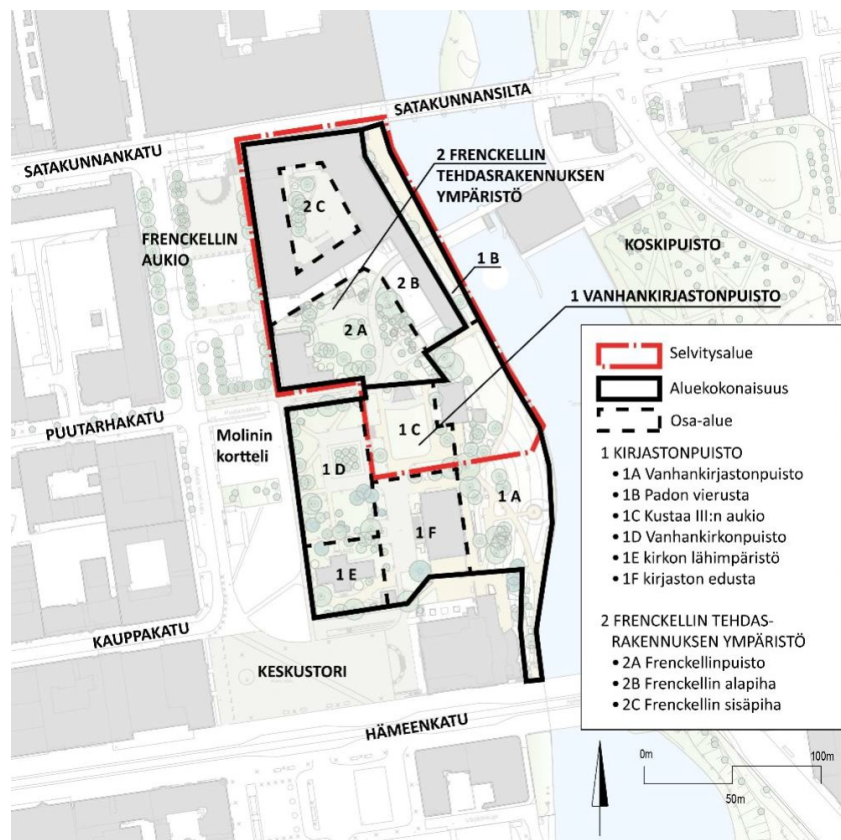 SATAKUNNANSILTA
SATAKUNNANKATU
2 FRENCKELLIN
TEHDASRAKENNUKSEN
YMPÄRISTÖ
2 C
FRENCKELLIN
AUKIO
KOSKIPUISTO
1 B
2 B
1 VANHANKIRJASTONPUISTO
2 A
PUUTARHAKATU
Molinin
kortteli
1 C
1 D
1 A
1 F
1 E
KAUPPAKATU
KESKUSTORI
HÄMEENKATU
Selvitysalue
Aluekokonaisuus
Osa-alue
1 KIRJASTONPUISTO
• 1A Vanhankirjastonpuisto
• 1B Padon vierusta
• 1C Kustaa III:n aukio
• 1D Vanhankirkonpuisto
• 1E kirkon lähimpäristö
• 1F kirjaston edusta
2 FRENCKELLIN TEHDAS-
RAKENNUKSEN YMPÄRISTÖ
• 2A Frenckellinpuisto
• 2B Frenckellin alapiha
• 2C Frenckellin sisäpiha
0m
100m
50m